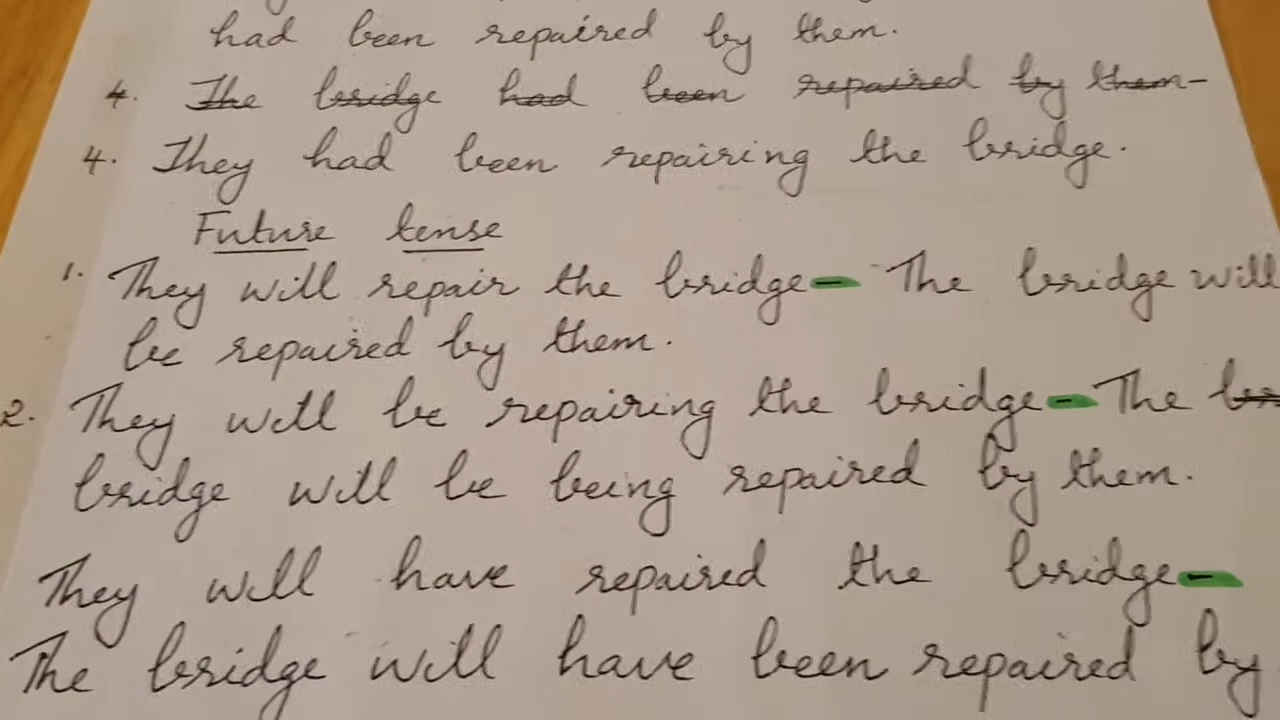 had been repaired by them.
4. The bridge had been repaired by them-
4. They had been repairing the bridge.
Future tense
1. They will repair the bridge - The bridge will
be repaired by them.
2. They will be repairing the bridge - The
bridge will be being repaired by them.
They will have repaired the bridge -
The bridge will have been repaired by